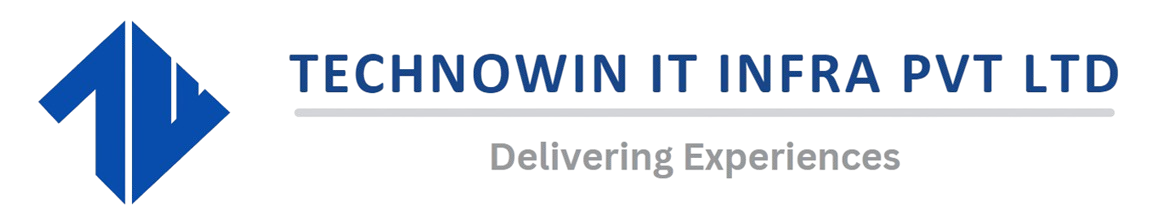 TECHNOWIN IT INFRA PVT LTD
Delivering Experiences